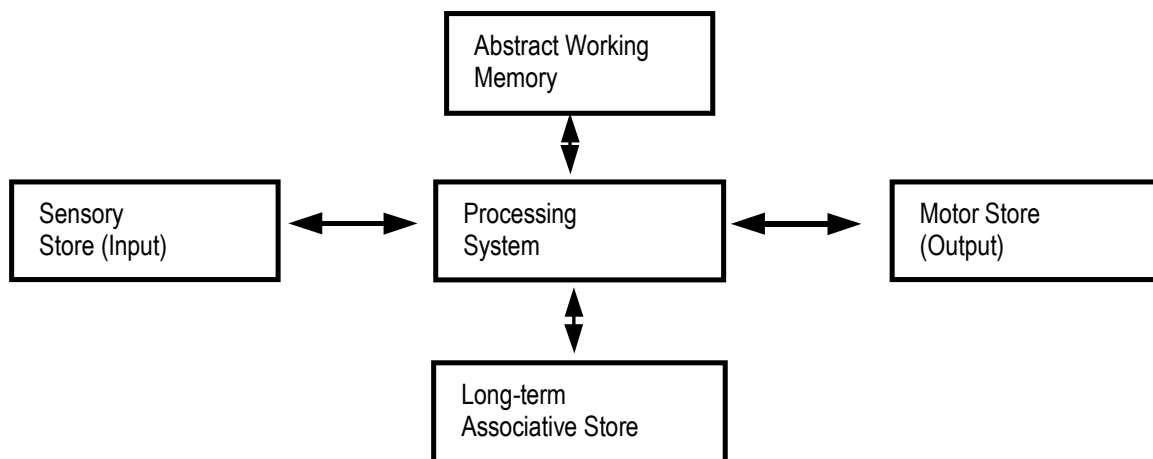 Abstract Working
Memory
Sensory
Store (Input)
Processing
System
Motor Store
(Output)
Long-term
Associative Store